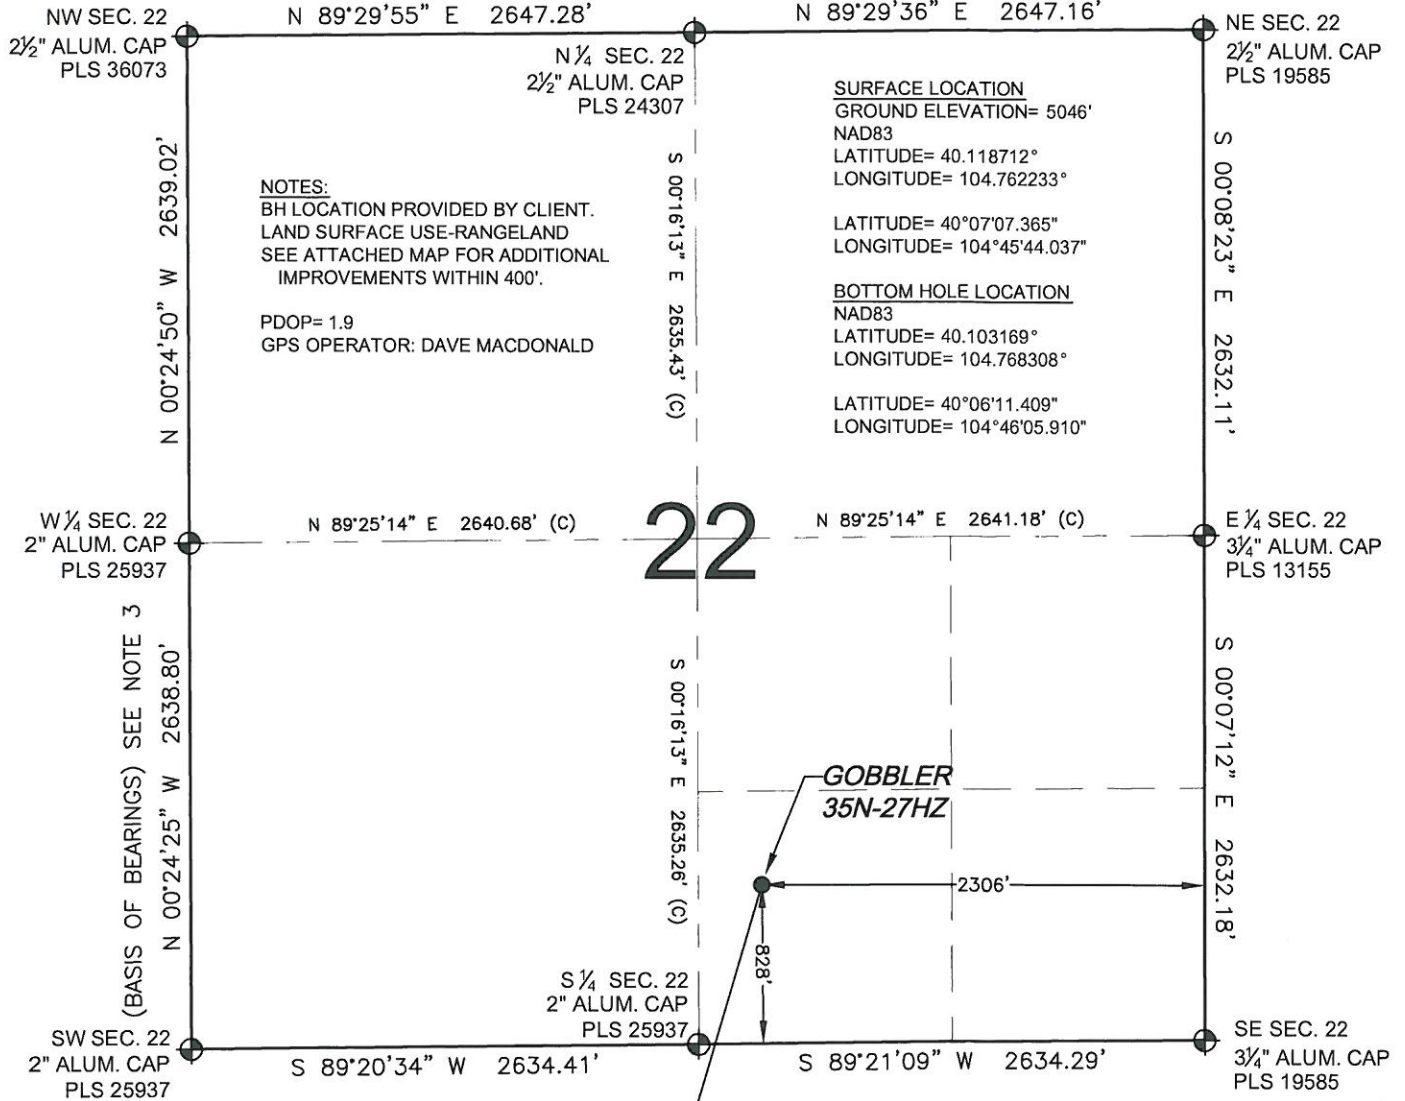 N 89°29'55" E 2647.28'
N 89°29'36" E 2647.16'
NW SEC. 22
2½" ALUM. CAP
PLS 36073
N ¼ SEC. 22
2½" ALUM. CAP
PLS 24307
NE SEC. 22
2½" ALUM. CAP
PLS 19585
SURFACE LOCATION
GROUND ELEVATION= 5046'
NAD83
LATITUDE= 40.118712°
LONGITUDE= 104.762233°
LATITUDE= 40°07'07.365"
LONGITUDE= 104°45'44.037"
BOTTOM HOLE LOCATION
NAD83
LATITUDE= 40.103169°
LONGITUDE= 104.768308°
LATITUDE= 40°06'11.409"
LONGITUDE= 104°46'05.910"
NOTES:
BH LOCATION PROVIDED BY CLIENT.
LAND SURFACE USE-RANGELAND
SEE ATTACHED MAP FOR ADDITIONAL
IMPROVEMENTS WITHIN 400'.
PDOP= 1.9
GPS OPERATOR: DAVE MACDONALD
N 00°24'50" W 2639.02'
S 00°16'13" E 2635.43' (C)
S 00°08'23" E 2632.11'
W ¼ SEC. 22
2" ALUM. CAP
PLS 25937
N 89°25'14" E 2640.68' (C)
22
N 89°25'14" E 2641.18' (C)
E ¼ SEC. 22
3¼" ALUM. CAP
PLS 13155
(BASIS OF BEARINGS) SEE NOTE 3
N 00°24'25" W 2638.80'
S 00°16'13" E 2635.26' (C)
S 00°07'12" E 2632.18'
GOBBLER
35N-27HZ
2306'
828'
S ¼ SEC. 22
2" ALUM. CAP
PLS 25937
SW SEC. 22
2" ALUM. CAP
PLS 25937
S 89°20'34" W 2634.41'
S 89°21'09" W 2634.29'
SE SEC. 22
3¼" ALUM. CAP
PLS 19585